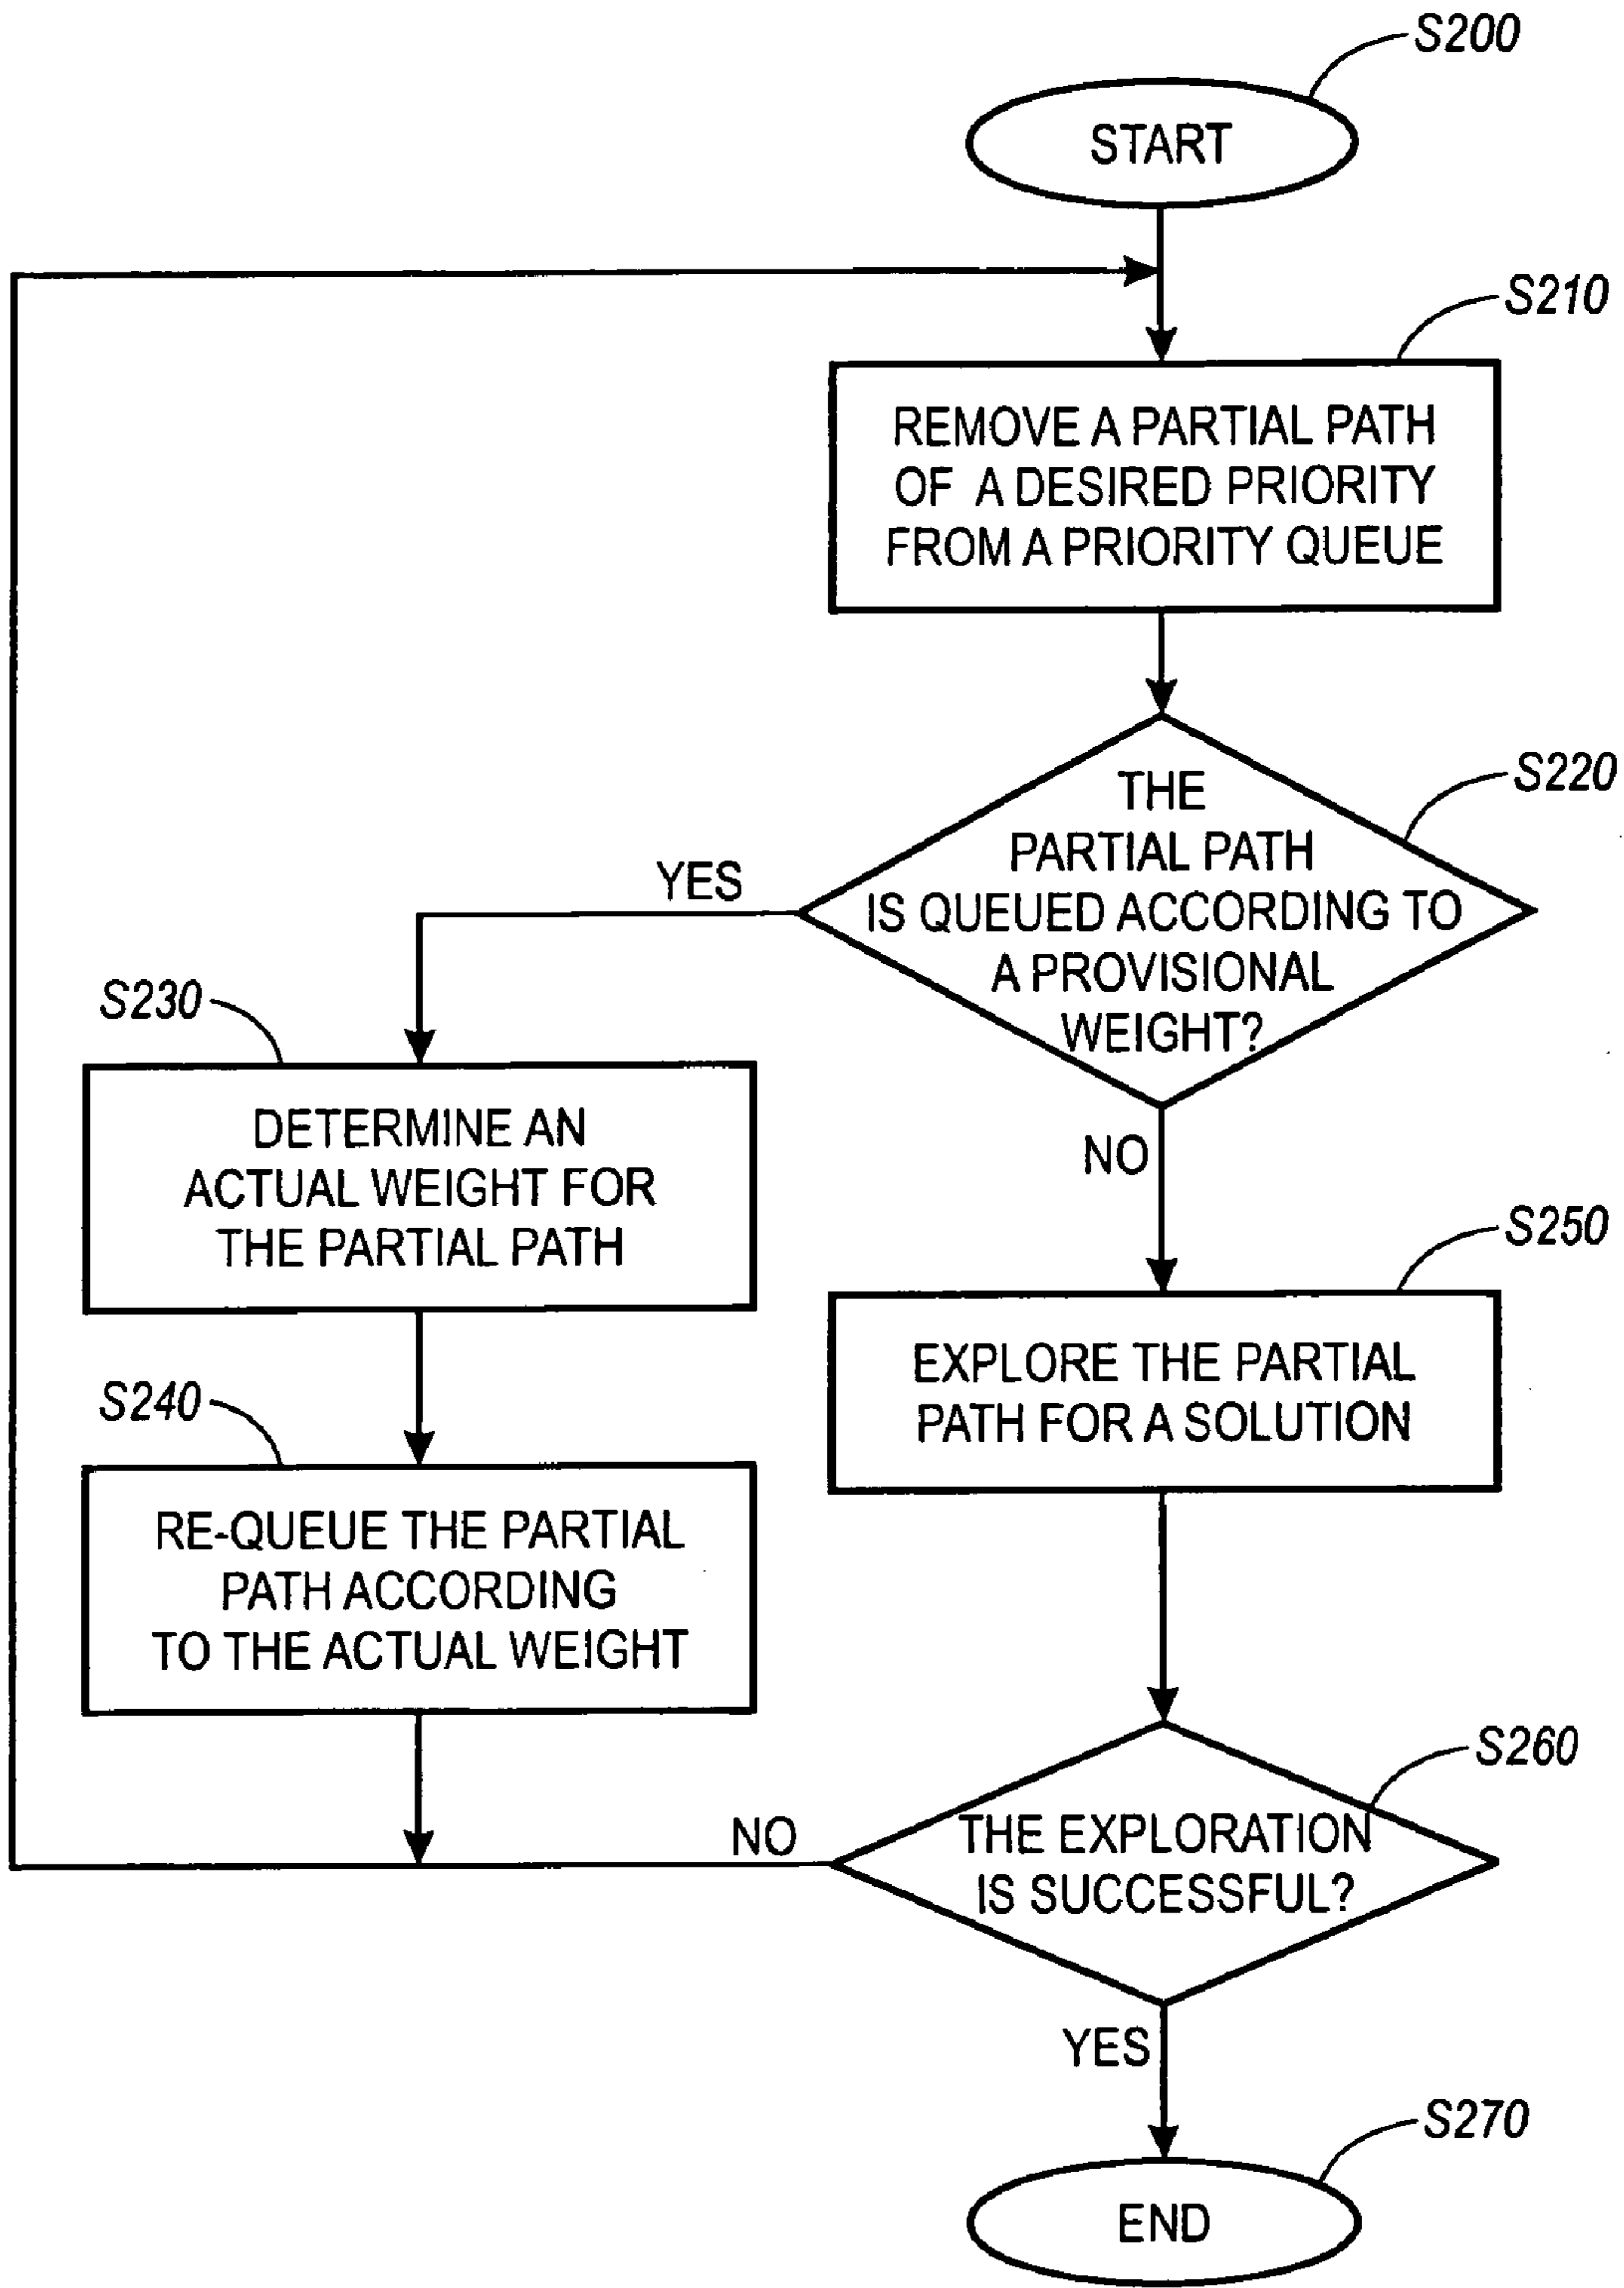 S200
START
S210
REMOVE A PARTIAL PATH
OF A DESIRED PRIORITY
FROM A PRIORITY QUEUE
S220
THE
PARTIAL PATH
IS QUEUED ACCORDING TO
A PROVISIONAL
WEIGHT?
YES
NO
S230
DETERMINE AN
ACTUAL WEIGHT FOR
THE PARTIAL PATH
S240
RE-QUEUE THE PARTIAL
PATH ACCORDING
TO THE ACTUAL WEIGHT
S250
EXPLORE THE PARTIAL
PATH FOR A SOLUTION
S260
THE EXPLORATION
IS SUCCESSFUL?
NO
YES
S270
END